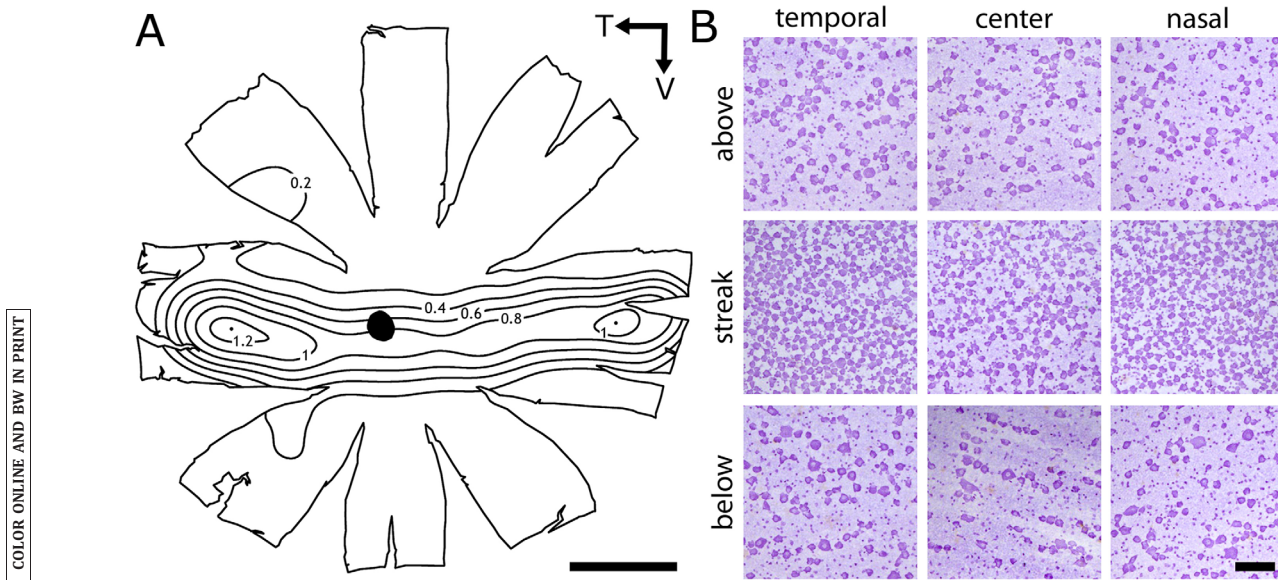 A
T
V
0.2
0.4
0.6
0.8
1.2
1
1
B
temporal
center
nasal
above
streak
below
COLOR ONLINE AND BW IN PRINT